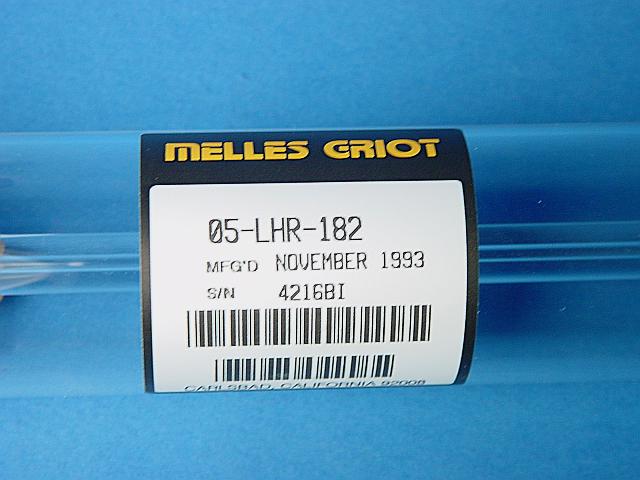 MELLES GRIOT
05-LHR-182
MFG'D NOVEMBER 1993
S/N 4216BI
CARLSBAD, CALIFORNIA 92008